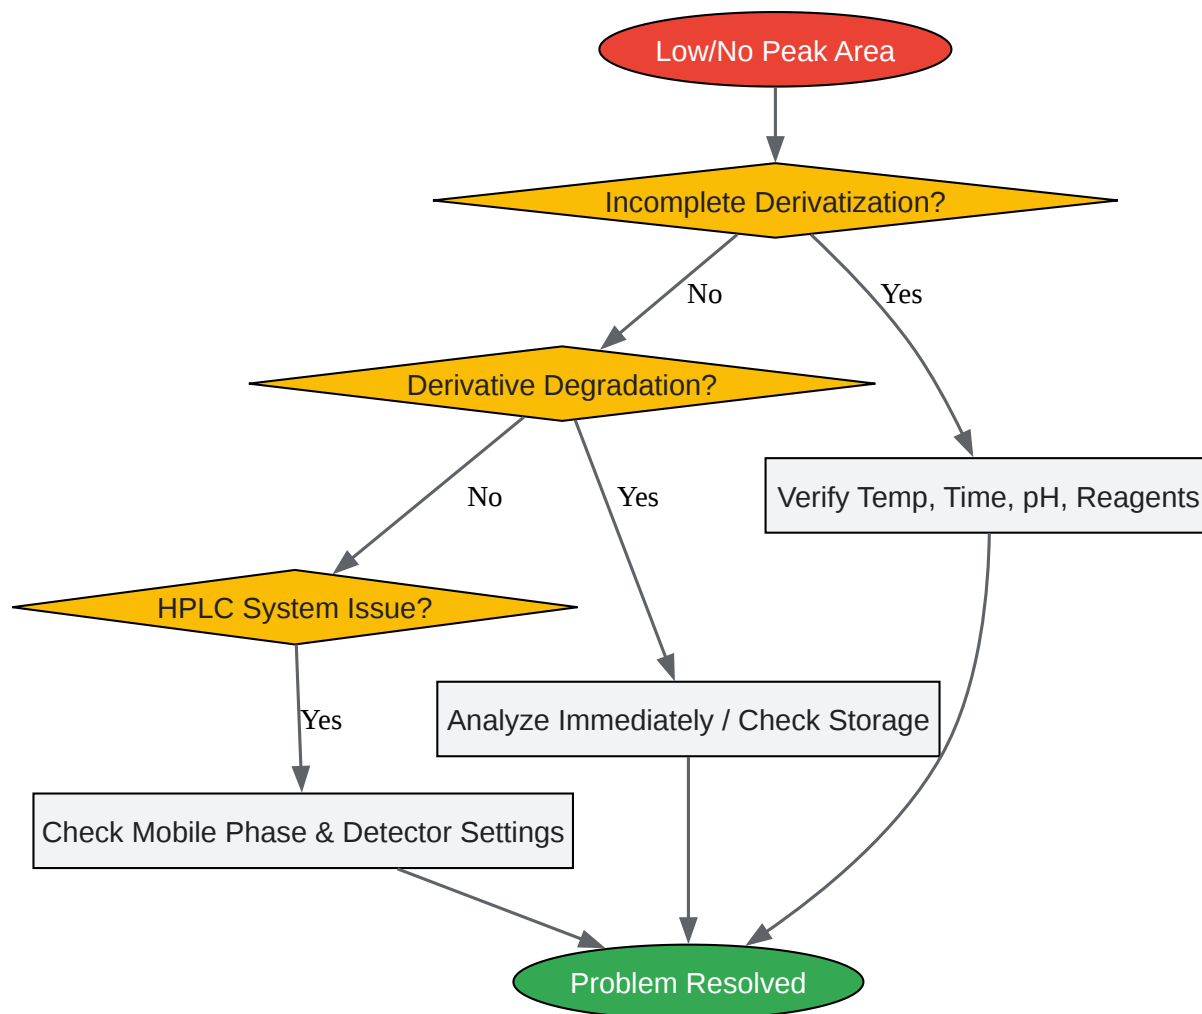 Low/No Peak Area
Incomplete Derivatization?
No
Yes
Derivative Degradation?
No
Yes
Verify Temp, Time, pH, Reagents
HPLC System Issue?
Yes
Analyze Immediately / Check Storage
Check Mobile Phase & Detector Settings
Problem Resolved